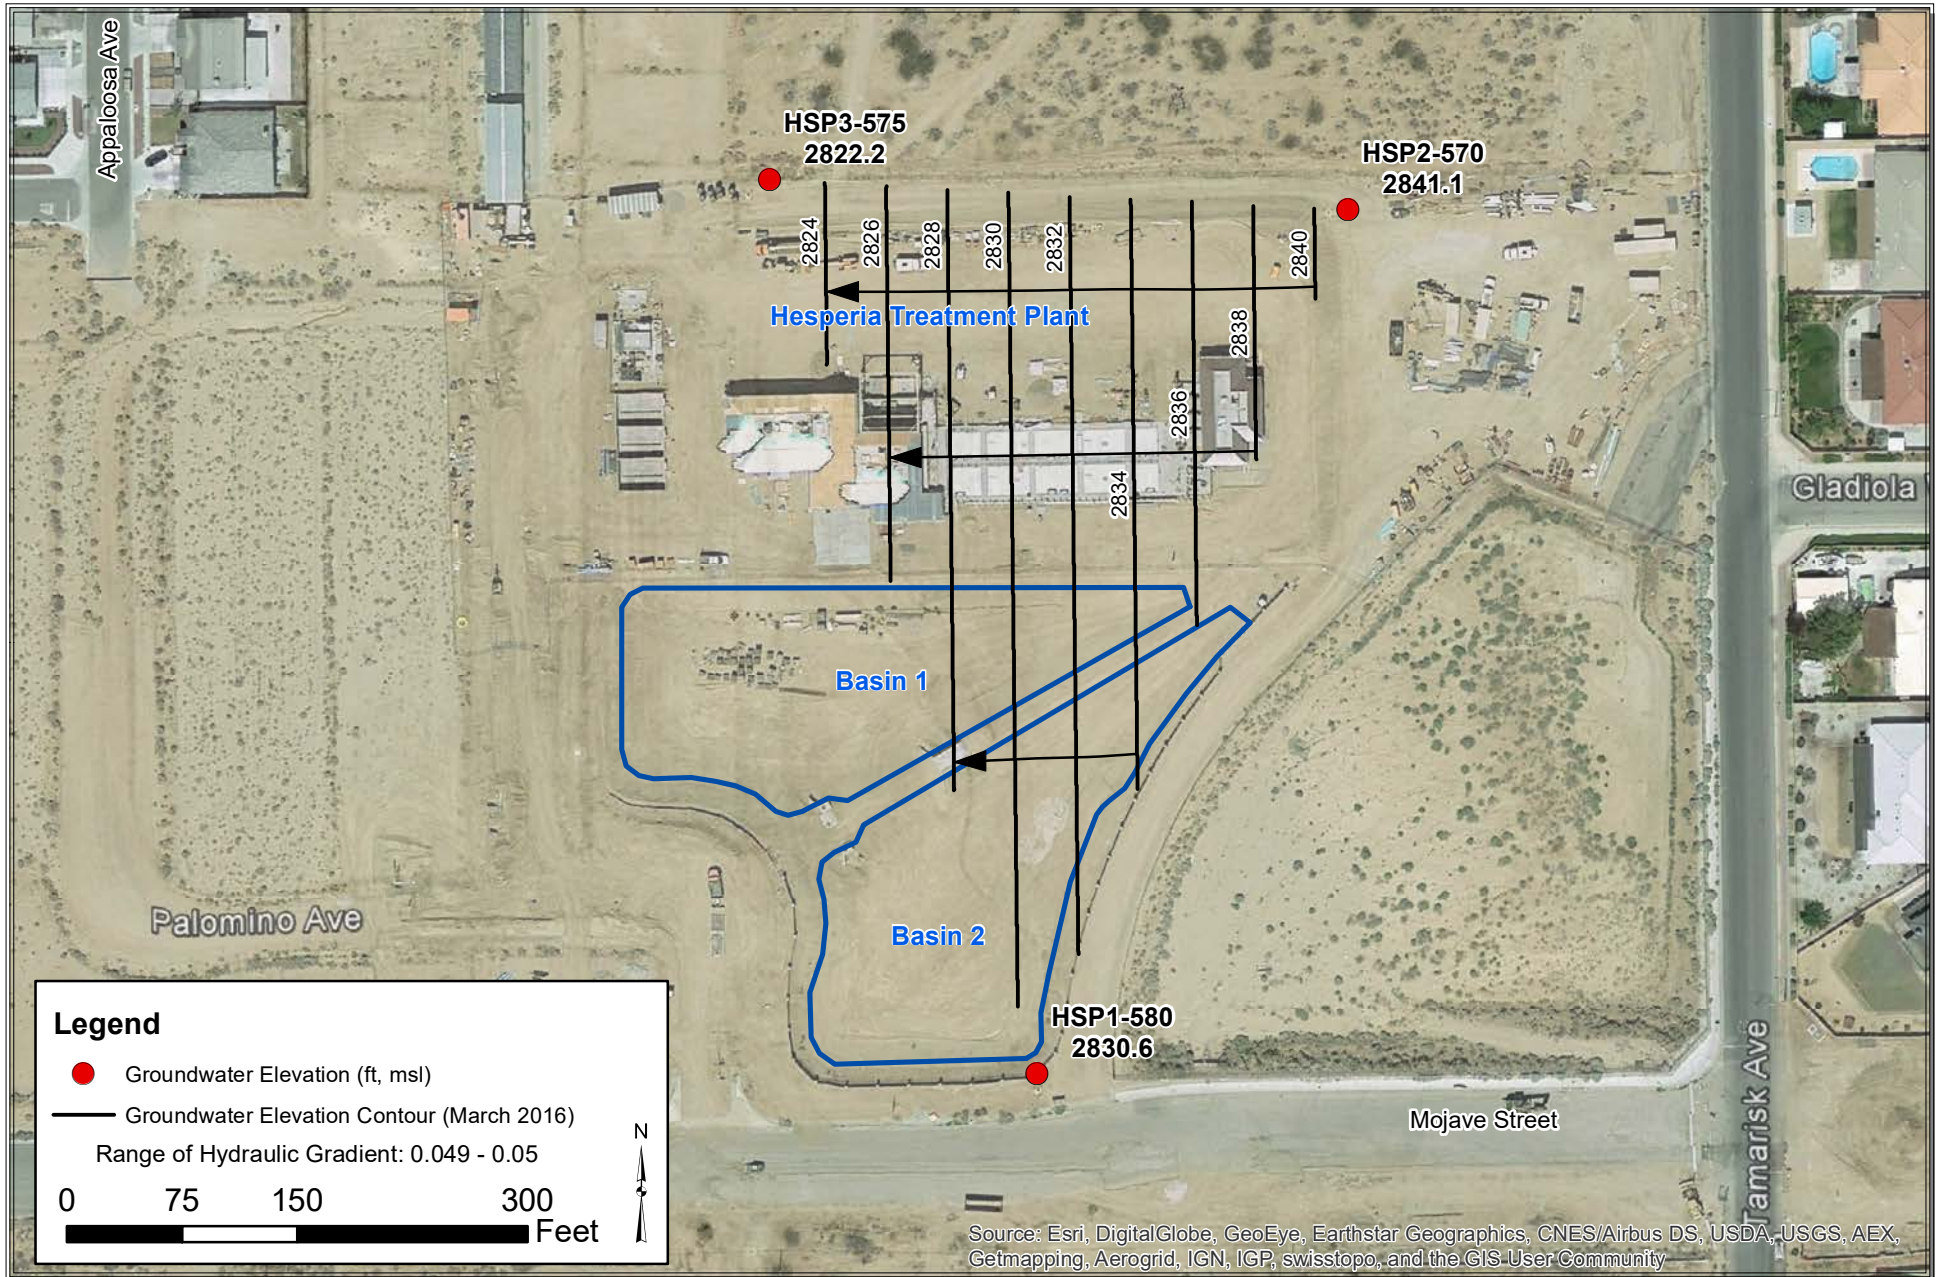 Appaloosa Ave
HSP3-575
2822.2
HSP2-570
2841.1
2824
2826
2828
2830
2832
2840
Hesperia Treatment Plant
2838
2836
2834
Gladiola
Basin 1
Palomino Ave
Basin 2
HSP1-580
2830.6
Mojave Street
Tamarisk Ave
Legend
Groundwater Elevation (ft, msl)
Groundwater Elevation Contour (March 2016)
Range of Hydraulic Gradient: 0.049 - 0.05
N
0 75 150 300
Feet
Source: Esri, DigitalGlobe, GeoEye, Earthstar Geographics, CNES/Airbus DS, USDA, USGS, AEX,
Getmapping, Aerogrid, IGN, IGP, swisstopo, and the GIS User Community